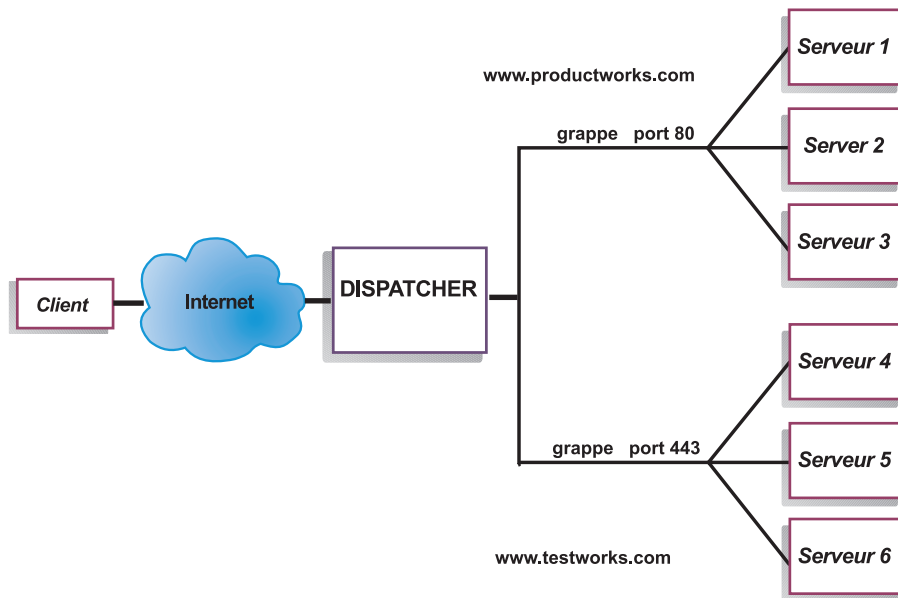 Serveur 1
www.productworks.com
grappe port 80
Server 2
Serveur 3
Client
Internet
DISPATCHER
Serveur 4
grappe port 443
Serveur 5
www.testworks.com
Serveur 6